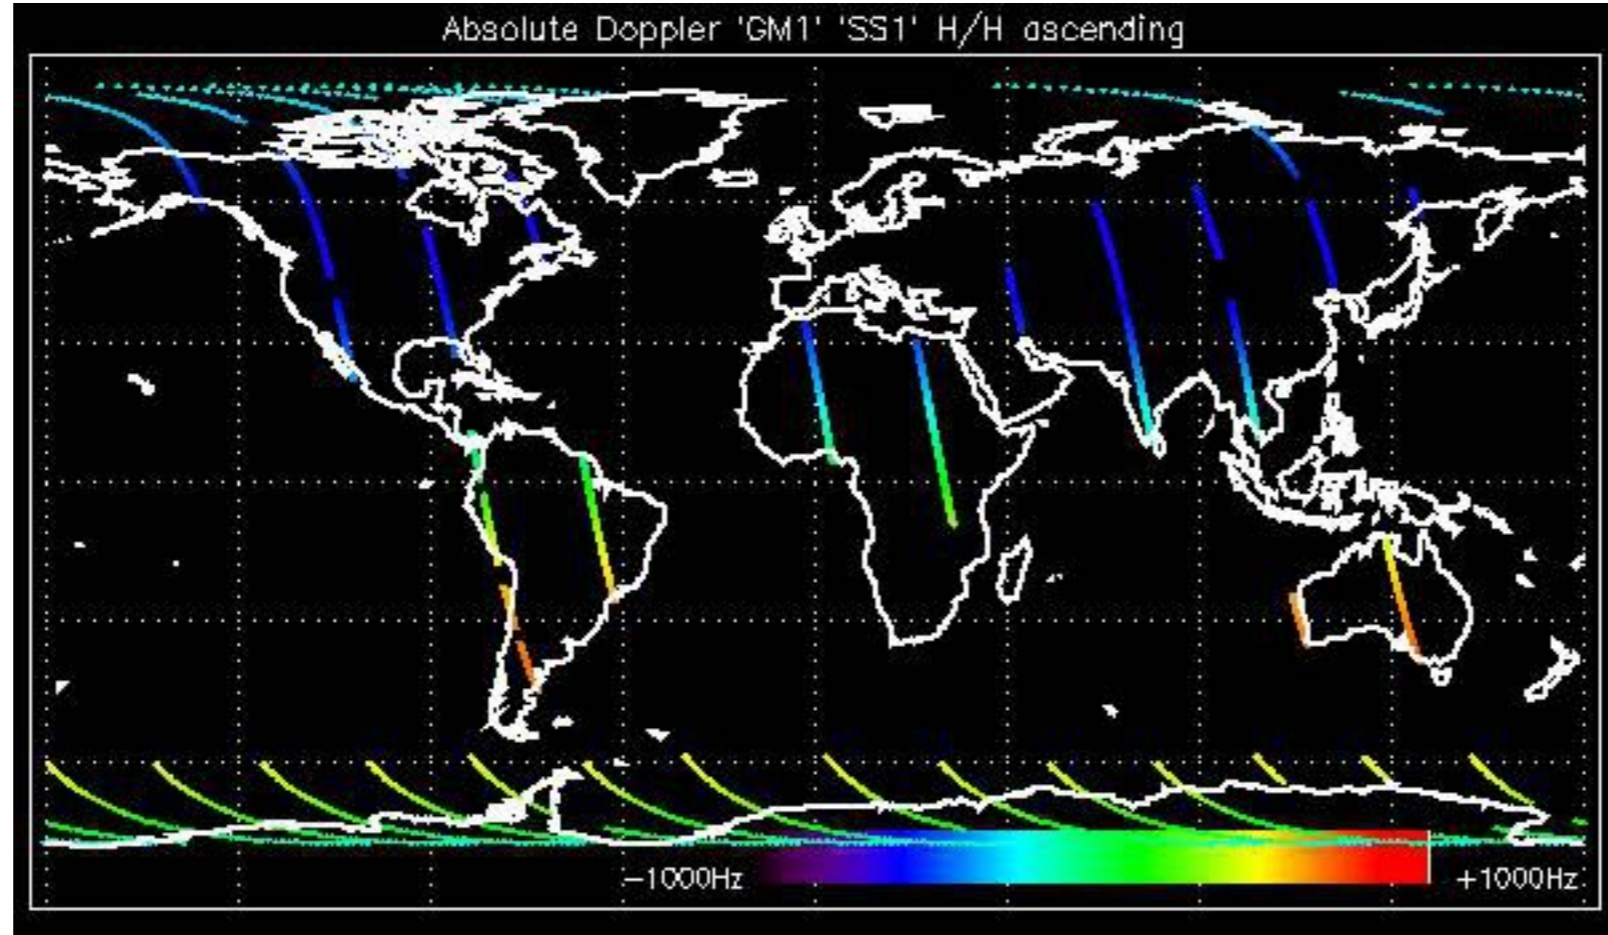 Absolute Doppler 'GM1' 'SS1' H/H ascending
−1000Hz +1000Hz